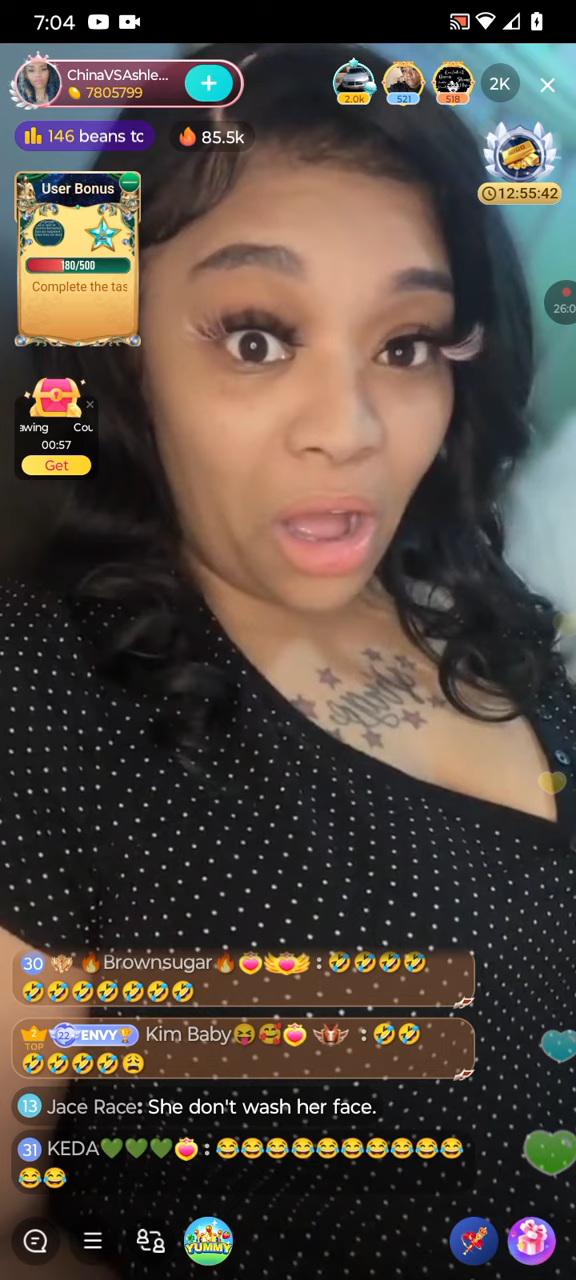 7:04
ChinaVSAshle...
7805799
2.0k
521
518
2K
146 beans tc
85.5k
12:55:42
User Bonus
180/500
Complete the tas
26:0
awing Cou
00:57
Get
30 🔥Brownsugar🔥 : 🤣🤣🤣🤣
🤣🤣🤣🤣🤣🤣🤣
2 TOP 22 ENVY Kim Baby😝🥰 : 🤣🤣
🤣🤣🤣🤣😩
13 Jace Race: She don't wash her face.
31 KEDA💚💚💚 : 😂😂😂😂😂😂😂😂😂😂
😂😂
YUMMY